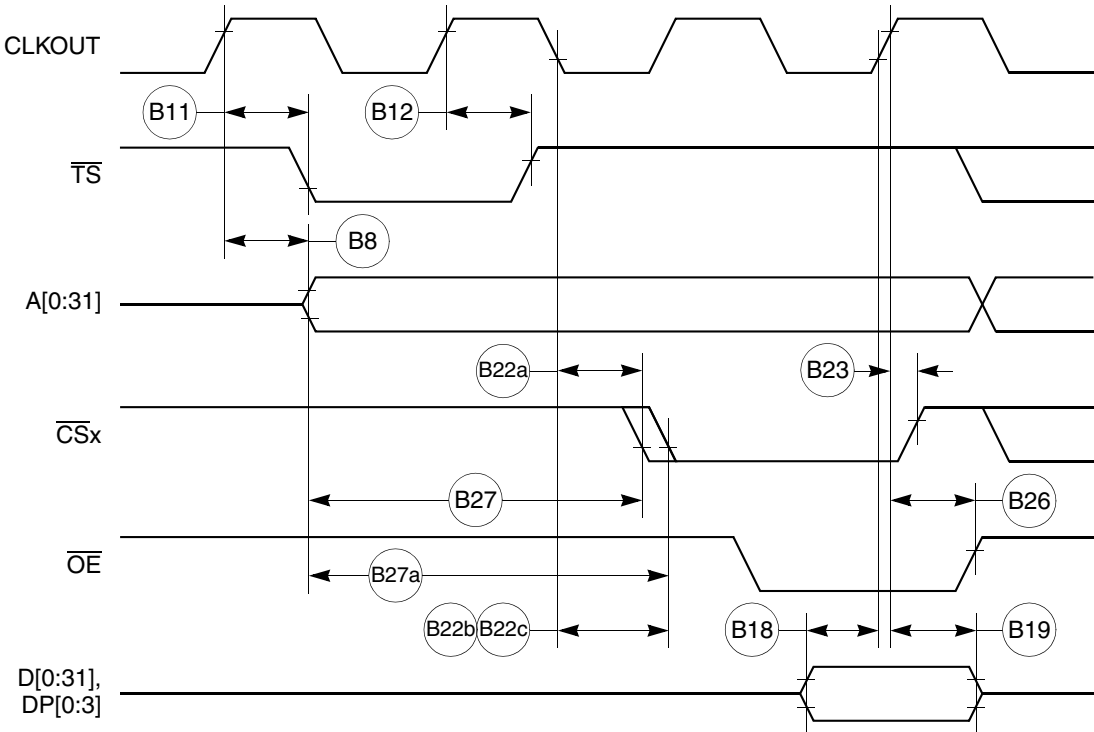 CLKOUT
B11
B12
TS
B8
A[0:31]
B22a
B23
CSx
B27
B26
OE
B27a
B22b B22c
B18
B19
D[0:31],
DP[0:3]